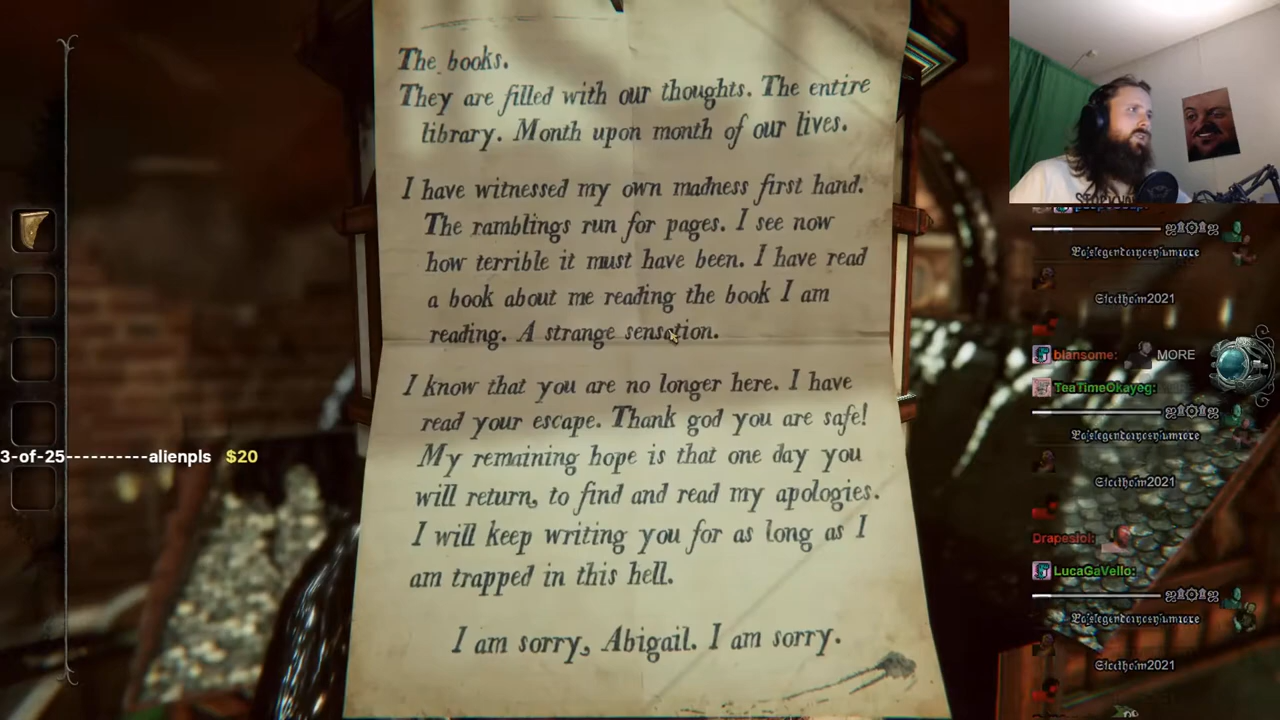 The books.
They are filled with our thoughts. The entire
library. Month upon month of our lives.
I have witnessed my own madness first hand.
The ramblings run for pages. I see now
how terrible it must have been. I have read
a book about me reading the book I am
reading. A strange sensation.
I know that you are no longer here. I have
read your escape. Thank god you are safe!
My remaining hope is that one day you
will return, to find and read my apologies.
I will keep writing you for as long as I
am trapped in this hell.
I am sorry, Abigail. I am sorry.
3-of-25----------alienpls $20
blansome: MORE
TeaTimeOkayeg:
Drapeslol:
LucaGaVello: